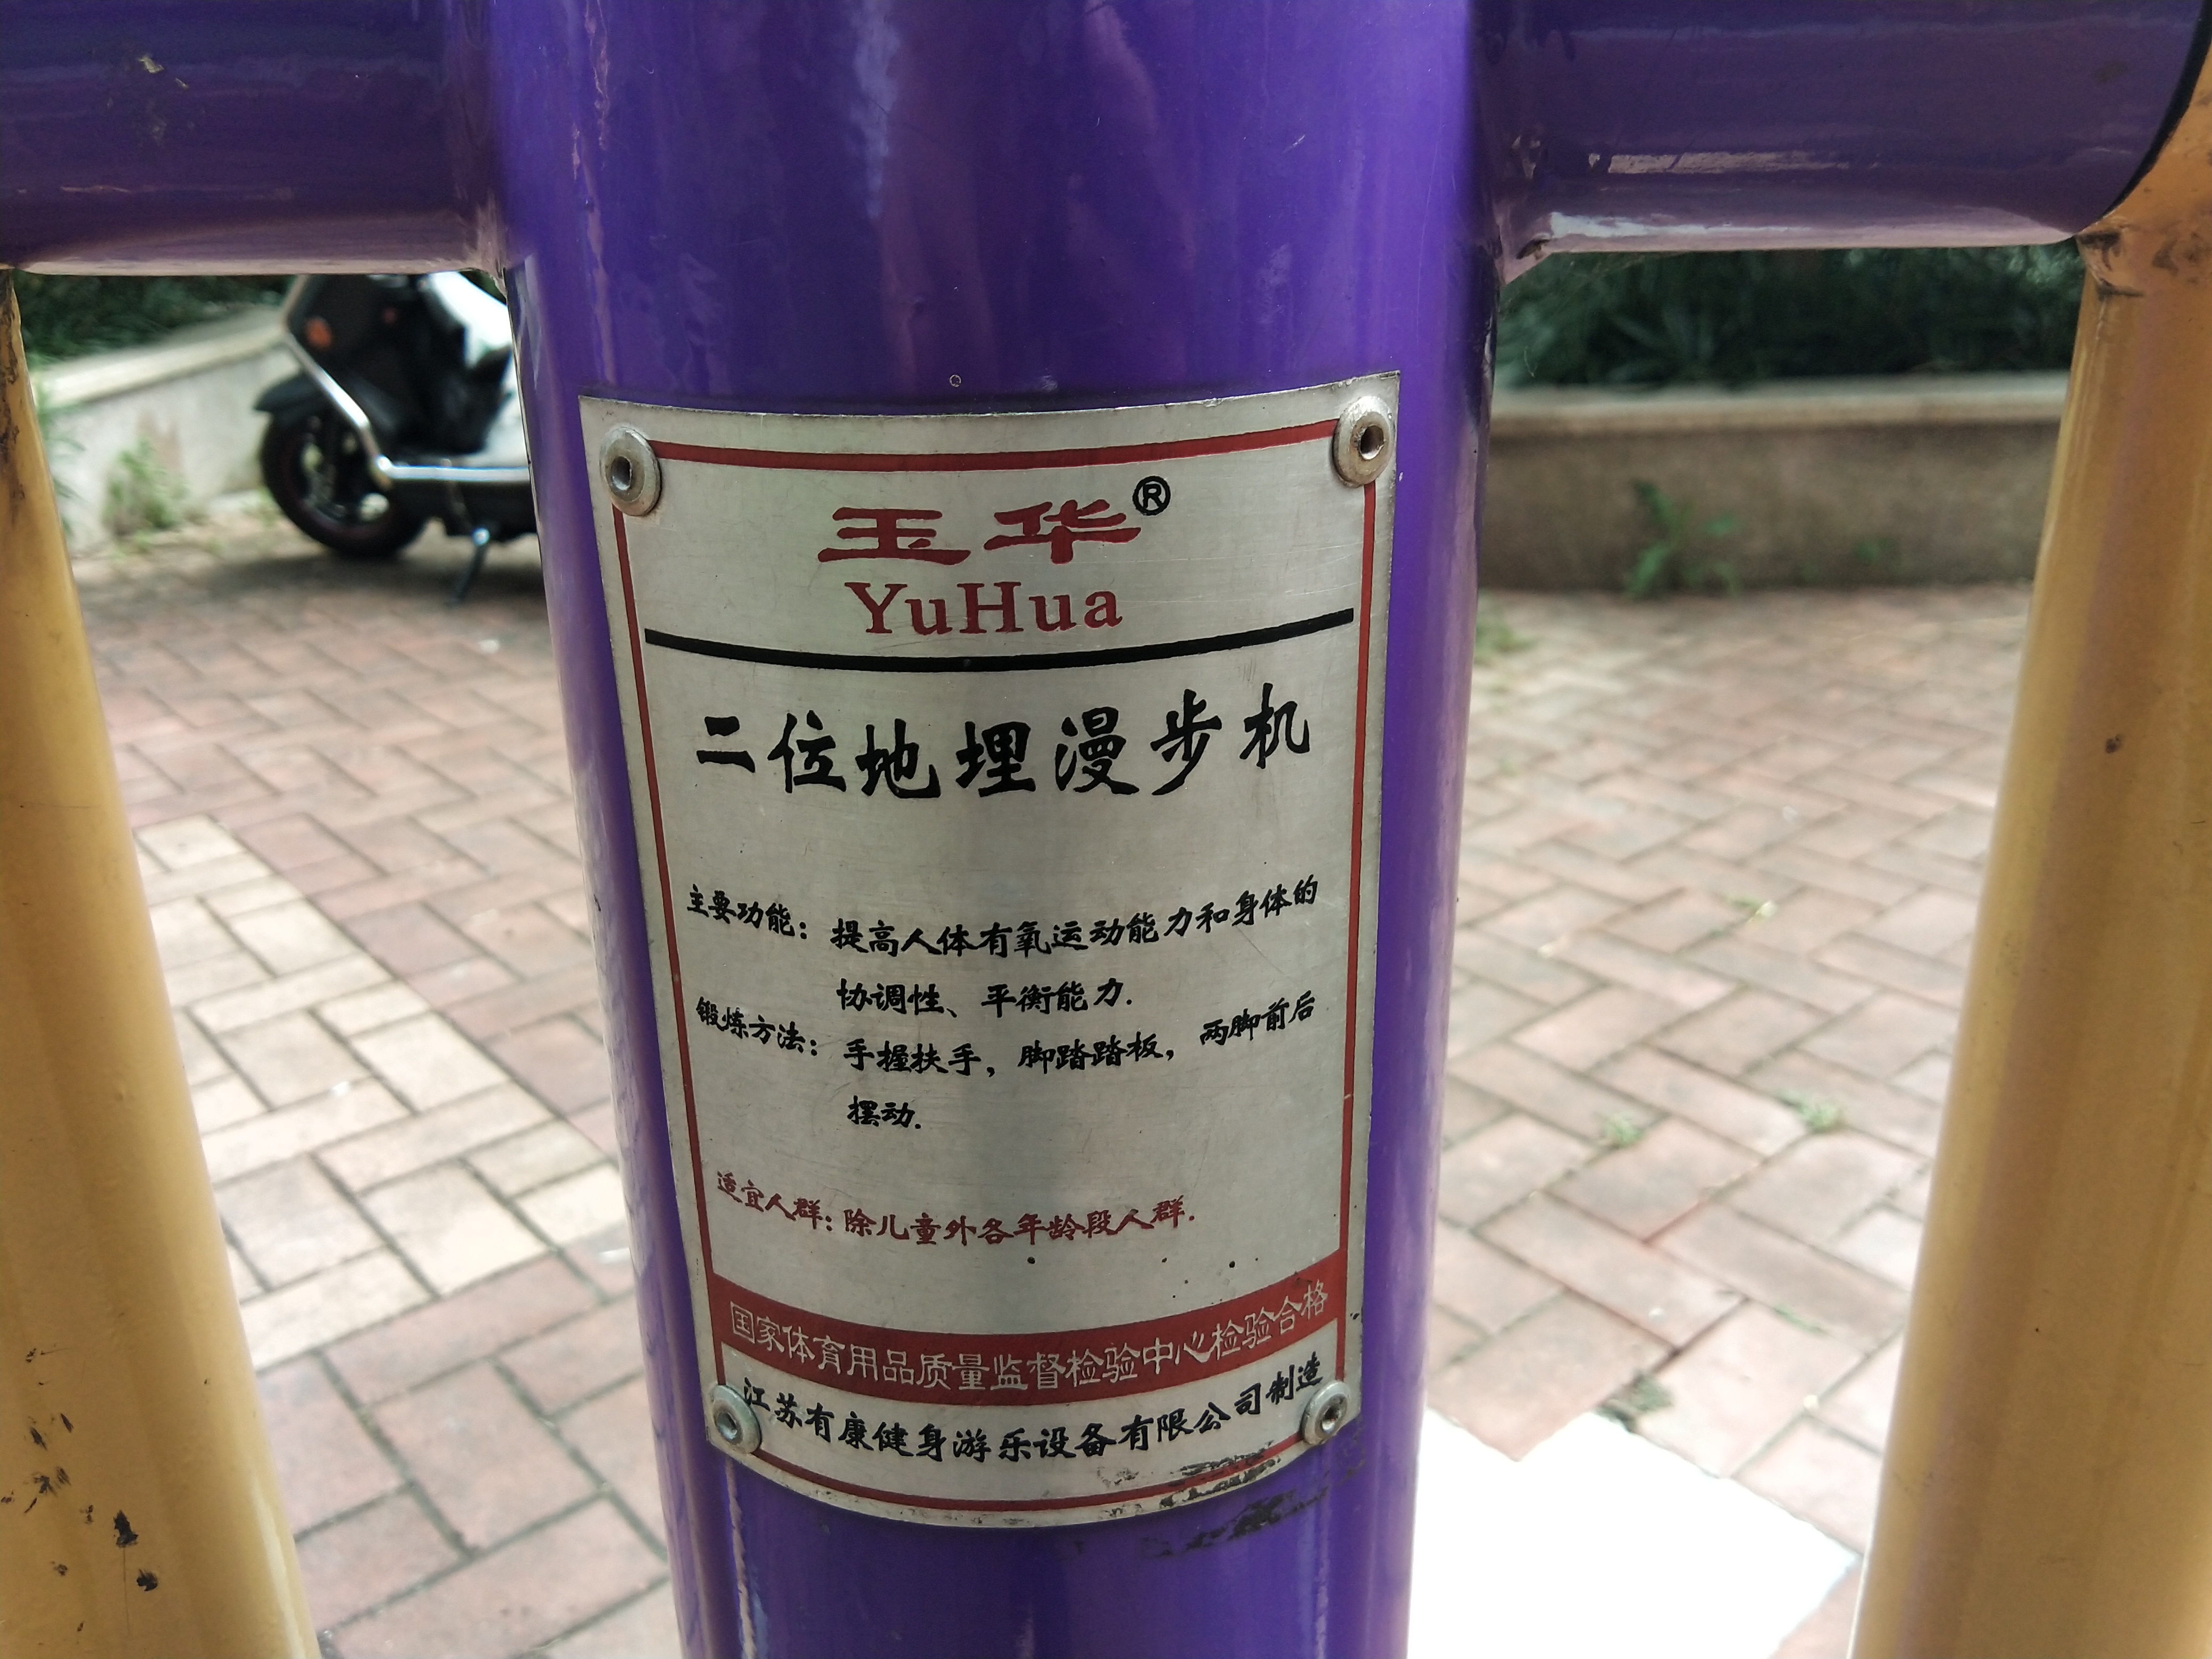 玉华®
YuHua
二位地埋漫步机
主要功能：提高人体有氧运动能力和身体的
协调性、平衡能力.
锻炼方法：手握扶手，脚踏踏板，两脚前后
摆动.
适宜人群：除儿童外各年龄段人群.
国家体育用品质量监督检验中心检验合格
江苏有康健身游乐设备有限公司制造